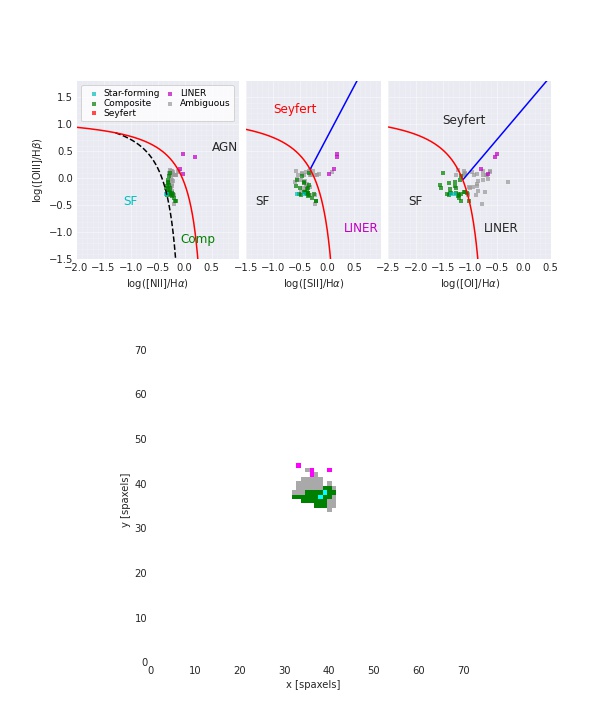 Star-forming
Composite
Seyfert
LINER
Ambiguous
AGN
SF
Comp
1.5
1.0
0.5
0.0
−0.5
−1.0
−1.5
log([OIII]/Hβ)
−2.0 −1.5 −1.0 −0.5 0.0 0.5
log([NII]/Hα)
Seyfert
SF
LINER
−1.0 −0.5 0.0 0.5
log([SII]/Hα)
Seyfert
SF
LINER
−2.5 −2.0 −1.5 −1.0 −0.5 0.0 0.5
log([OI]/Hα)
70
60
50
40
30
20
10
0
y [spaxels]
0 10 20 30 40 50 60 70
x [spaxels]